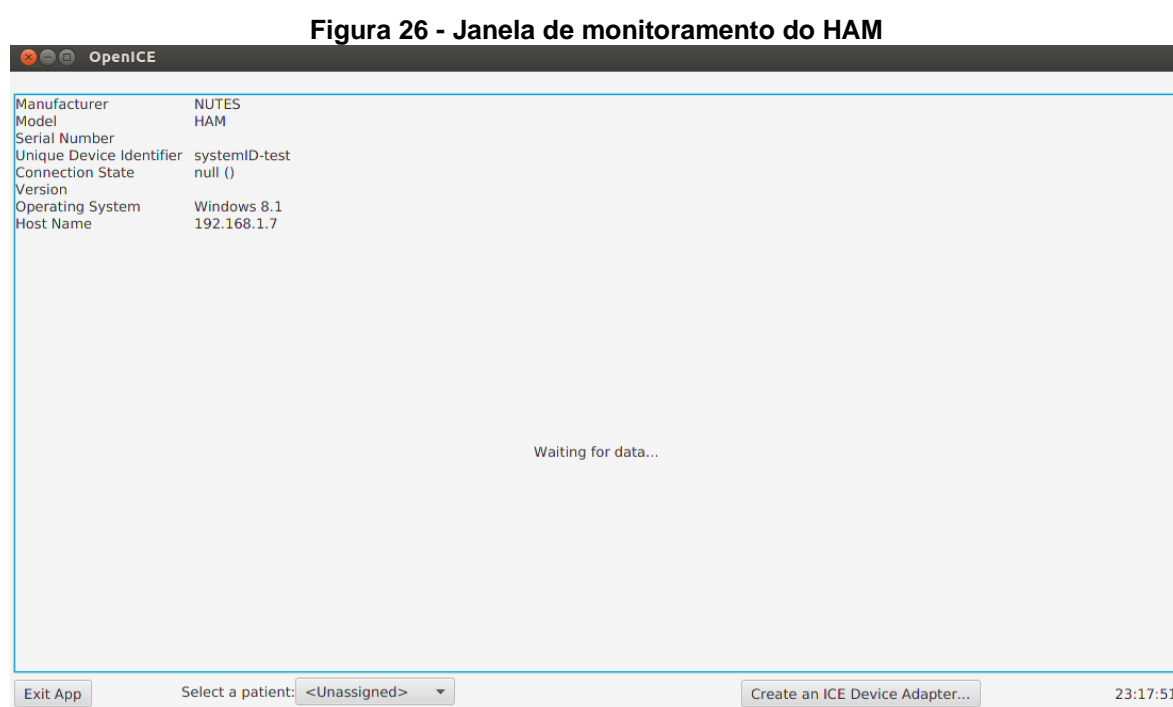 Figura 26 - Janela de monitoramento do HAM
OpenICE
Manufacturer NUTES
Model HAM
Serial Number
Unique Device Identifier systemID-test
Connection State null ()
Version
Operating System Windows 8.1
Host Name 192.168.1.7
Waiting for data...
Exit App Select a patient: <Unassigned> Create an ICE Device Adapter... 23:17:51